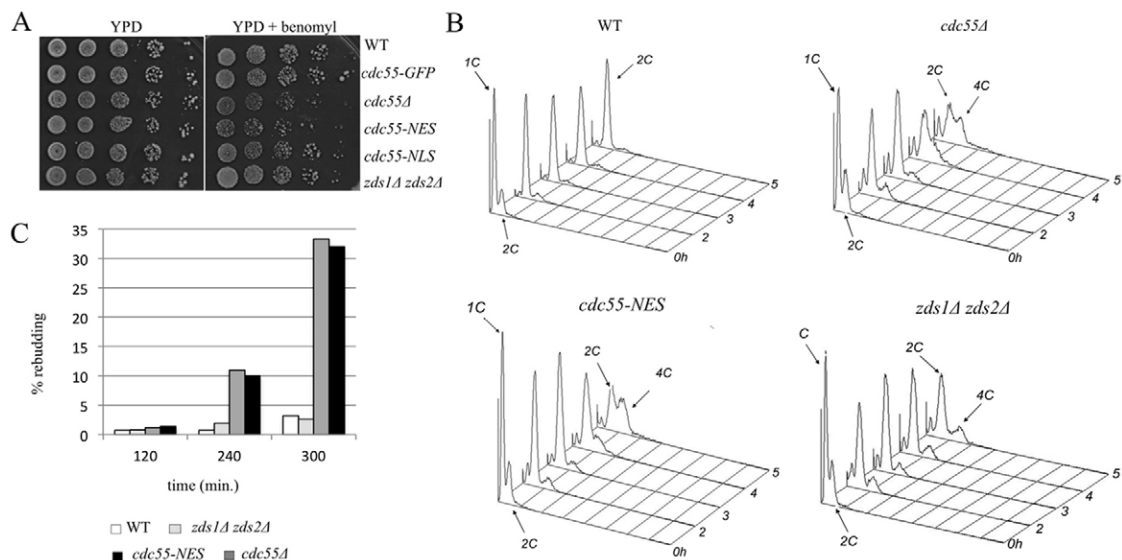 A
YPD
YPD + benomyl
WT
cdc55-GFP
cdc55Δ
cdc55-NES
cdc55-NLS
zds1Δ zds2Δ
B
WT
1C
2C
2C
5
4
3
2
0h
cdc55Δ
1C
2C
4C
2C
5
4
3
2
0h
cdc55-NES
1C
2C
4C
2C
5
4
3
2
0h
zds1Δ zds2Δ
C
2C
4C
2C
5
4
3
2
0h
C
35
30
25
20
15
10
5
0
% rebudding
120
240
300
time (min.)
WT
zds1Δ zds2Δ
cdc55-NES
cdc55Δ